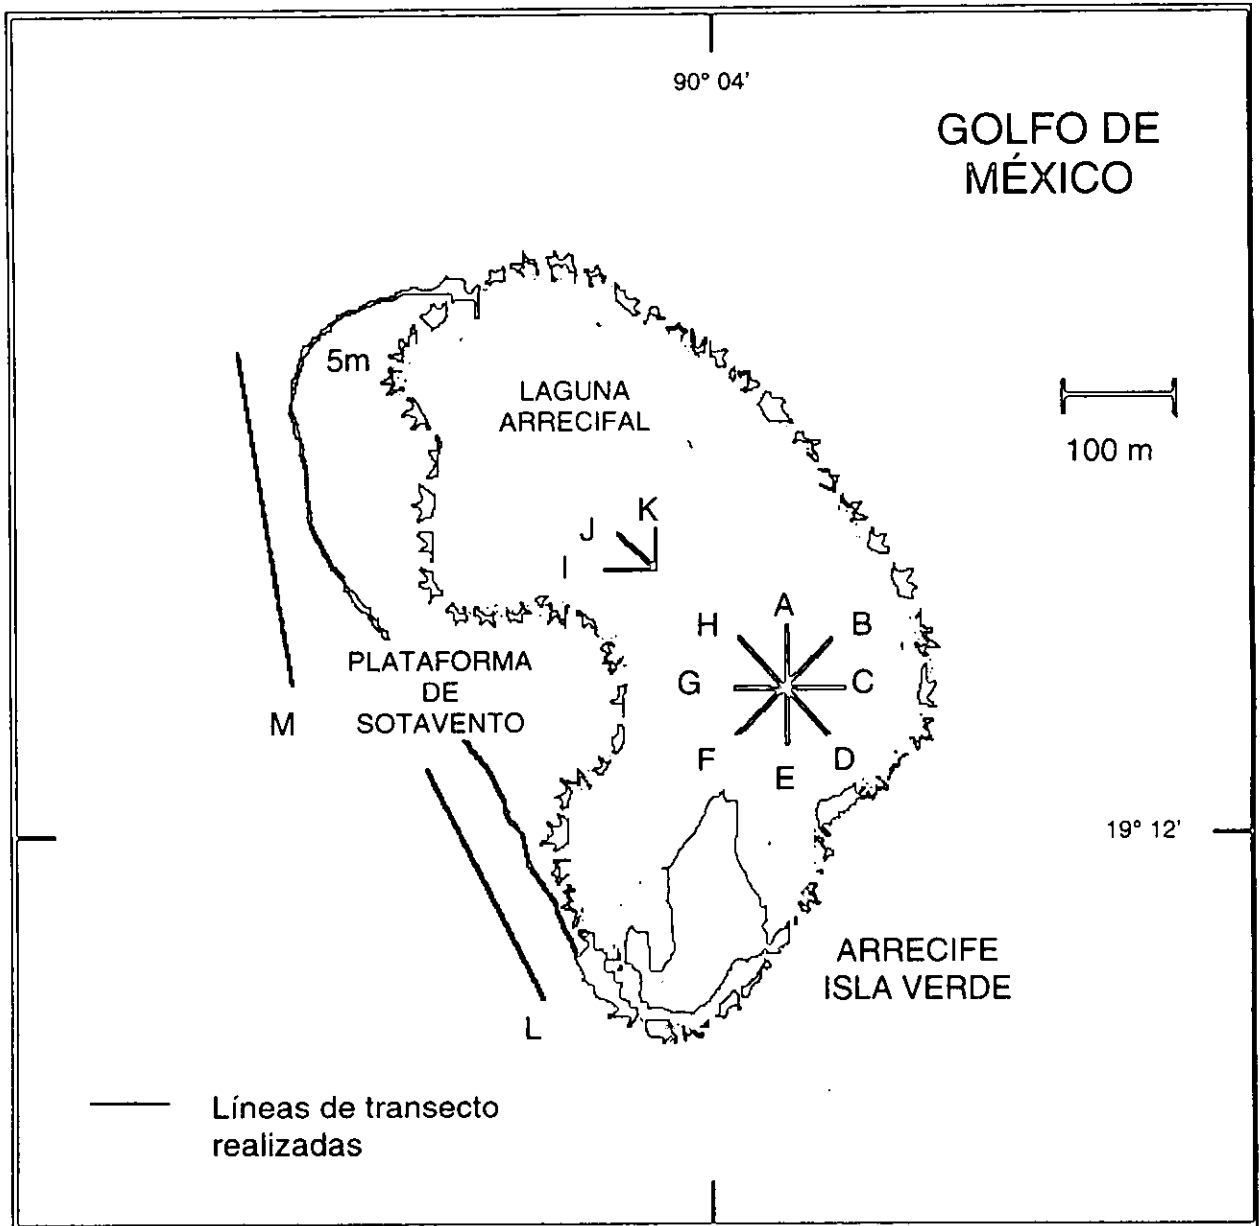 90° 04'
GOLFO DE
MÉXICO
5m
LAGUNA
ARRECIFAL
100 m
K
J
I
A
H
B
G
C
F
D
E
PLATAFORMA
DE
SOTAVENTO
M
19° 12'
ARRECIFE
ISLA VERDE
L
Líneas de transecto
realizadas